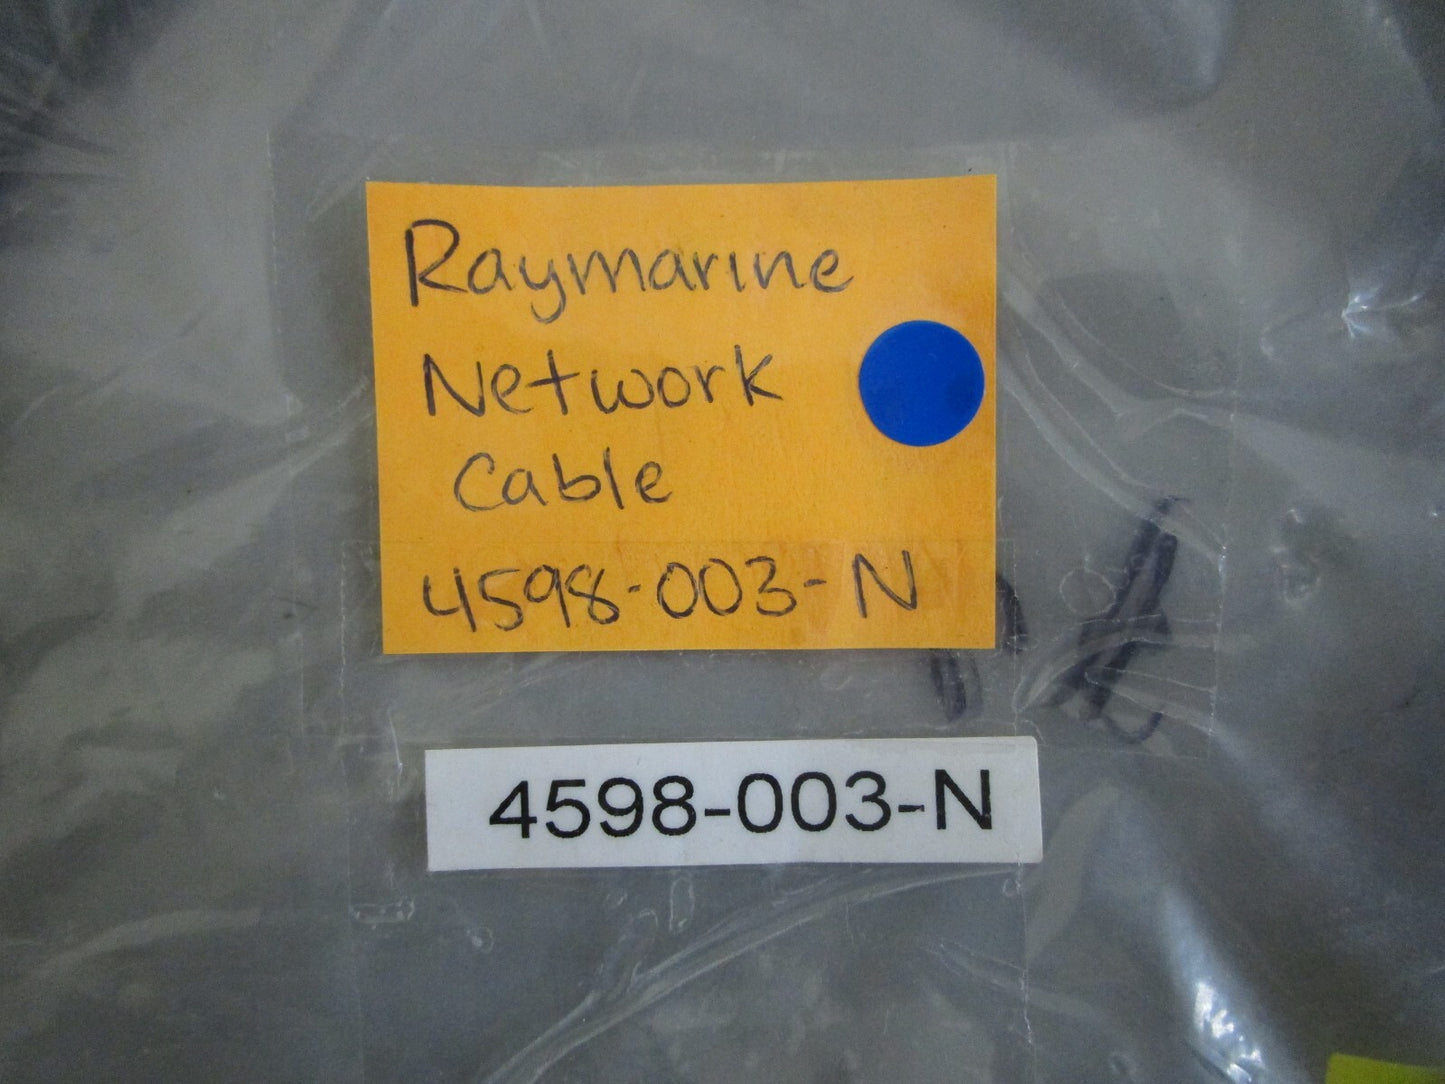 Raymarine
Network
Cable
4598-003-N
4598-003-N